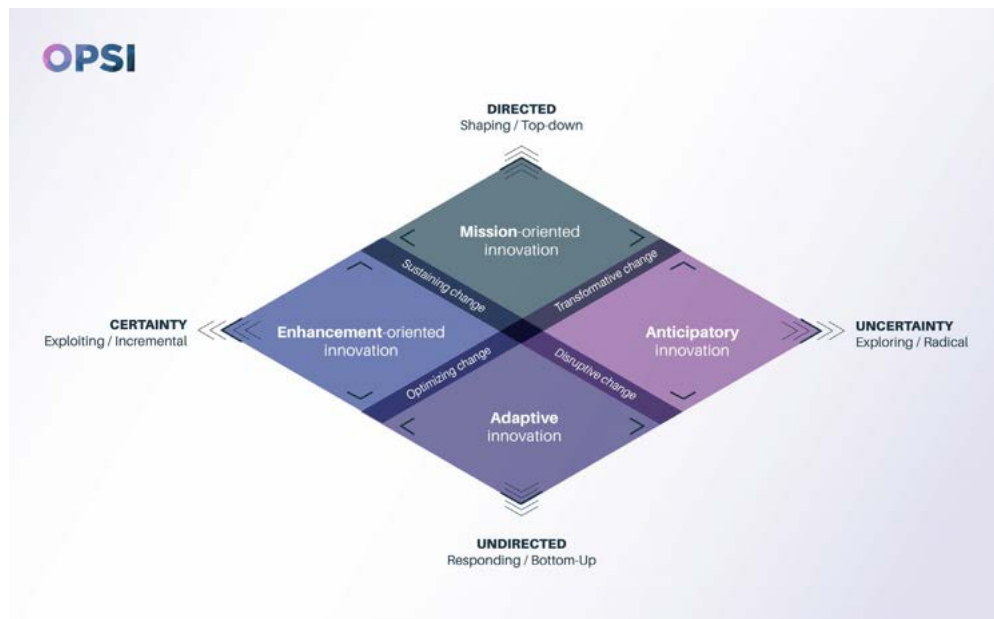 OPSI
DIRECTED
Shaping / Top-down
Mission-oriented
innovation
Sustaining change
Transformative change
CERTAINTY
Exploiting / Incremental
Enhancement-oriented
innovation
Anticipatory
innovation
UNCERTAINTY
Exploring / Radical
Optimizing change
Disruptive change
Adaptive
innovation
UNDIRECTED
Responding / Bottom-Up